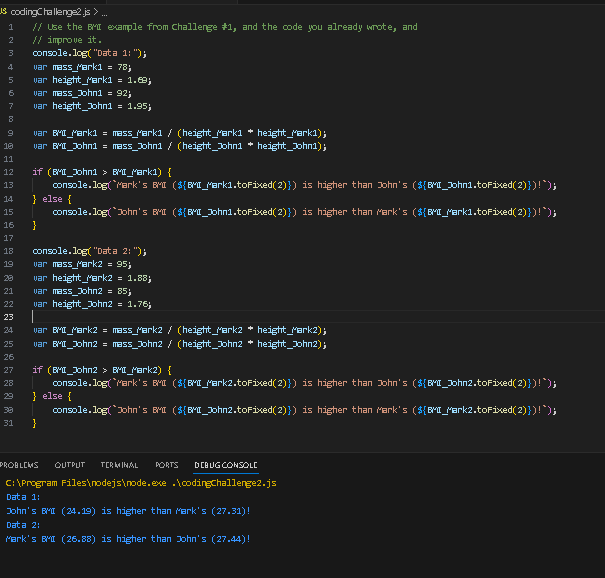 JS codingChallenge2.js > ...
1 // Use the BMI example from Challenge #1, and the code you already wrote, and
2 // improve it.
3 console.log("Data 1:");
4 var mass_Mark1 = 78;
5 var height_Mark1 = 1.69;
6 var mass_John1 = 92;
7 var height_John1 = 1.95;
8
9 var BMI_Mark1 = mass_Mark1 / (height_Mark1 * height_Mark1);
10 var BMI_John1 = mass_John1 / (height_John1 * height_John1);
11
12 if (BMI_John1 > BMI_Mark1) {
13 console.log(`Mark's BMI (${BMI_Mark1.toFixed(2)}) is higher than John's (${BMI_John1.toFixed(2)})!`);
14 } else {
15 console.log(`John's BMI (${BMI_John1.toFixed(2)}) is higher than Mark's (${BMI_Mark1.toFixed(2)})!`);
16 }
17
18 console.log("Data 2:");
19 var mass_Mark2 = 95;
20 var height_Mark2 = 1.88;
21 var mass_John2 = 85;
22 var height_John2 = 1.76;
23
24 var BMI_Mark2 = mass_Mark2 / (height_Mark2 * height_Mark2);
25 var BMI_John2 = mass_John2 / (height_John2 * height_John2);
26
27 if (BMI_John2 > BMI_Mark2) {
28 console.log(`Mark's BMI (${BMI_Mark2.toFixed(2)}) is higher than John's (${BMI_John2.toFixed(2)})!`);
29 } else {
30 console.log(`John's BMI (${BMI_John2.toFixed(2)}) is higher than Mark's (${BMI_Mark2.toFixed(2)})!`);
31 }
PROBLEMS OUTPUT TERMINAL PORTS DEBUG CONSOLE
C:\Program Files\nodejs\node.exe .\codingChallenge2.js
Data 1:
John's BMI (24.19) is higher than Mark's (27.31)!
Data 2:
Mark's BMI (26.88) is higher than John's (27.44)!